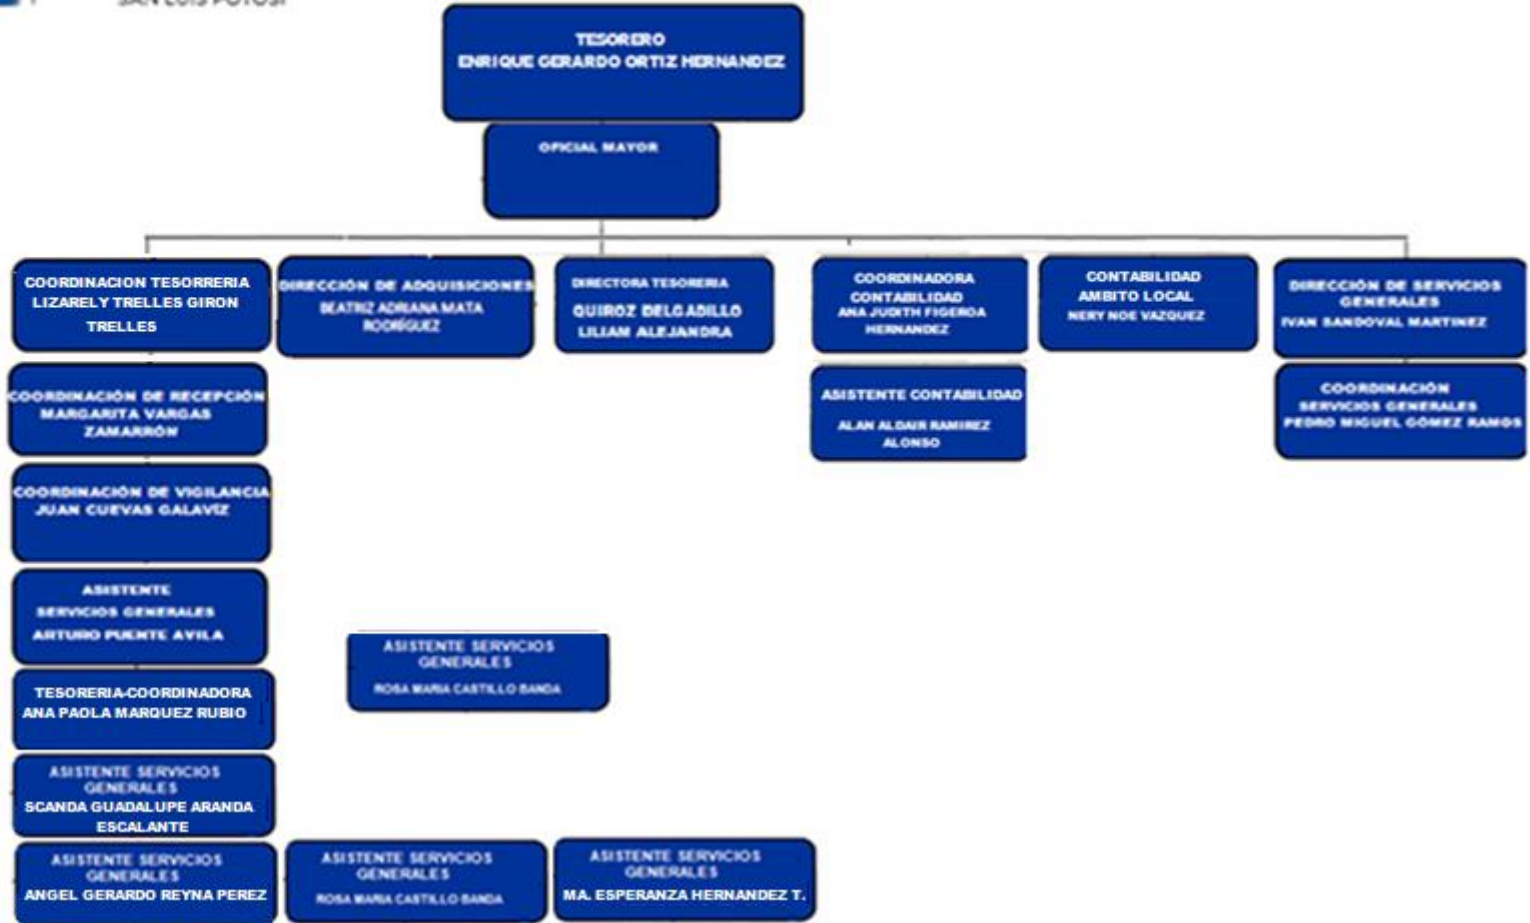 SAN LUIS POTOSÍ
TESORERO
ENRIQUE GERARDO ORTIZ HERNANDEZ
OFICIAL MAYOR
COORDINACION TESORRERIA
LIZARELY TRELLES GIRON
TRELLES
DIRECCIÓN DE ADQUISICIONES
BEATRIZ ADRIANA MATA
RODRÍGUEZ
DIRECTORA TESORERIA
QUIROZ DELGADILLO
LILIAM ALEJANDRA
COORDINADORA
CONTABILIDAD
ANA JUDITH FIGEROA
HERNANDEZ
CONTABILIDAD
AMBITO LOCAL
NERY NOE VAZQUEZ
DIRECCIÓN DE SERVICIOS
GENERALES
IVAN SANDOVAL MARTINEZ
COORDINACIÓN DE RECEPCIÓN
MARGARITA VARGAS
ZAMARRÓN
ASISTENTE CONTABILIDAD
ALAN ALDAIR RAMIREZ
ALONSO
COORDINACIÓN
SERVICIOS GENERALES
PEDRO MIGUEL GÓMEZ RAMOS
COORDINACIÓN DE VIGILANCIA
JUAN CUEVAS GALAVÍZ
ASISTENTE
SERVICIOS GENERALES
ARTURO PUENTE AVILA
ASISTENTE SERVICIOS
GENERALES
ROSA MARIA CASTILLO BANDA
TESORERIA-COORDINADORA
ANA PAOLA MARQUEZ RUBIO
ASISTENTE SERVICIOS
GENERALES
SCANDA GUADALUPE ARANDA
ESCALANTE
ASISTENTE SERVICIOS
GENERALES
ANGEL GERARDO REYNA PEREZ
ASISTENTE SERVICIOS
GENERALES
ROSA MARIA CASTILLO BANDA
ASISTENTE SERVICIOS
GENERALES
MA. ESPERANZA HERNANDEZ T.